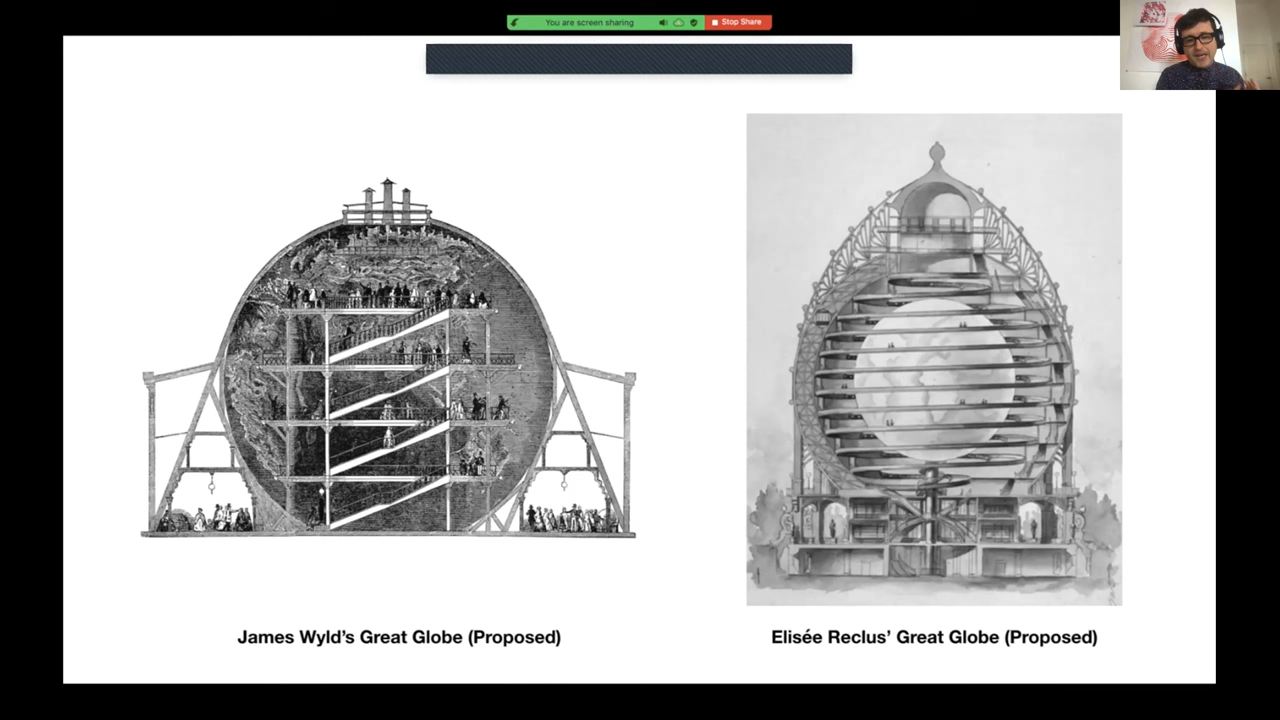 You are screen sharing
Stop Share
James Wyld’s Great Globe (Proposed)
Elisée Reclus’ Great Globe (Proposed)